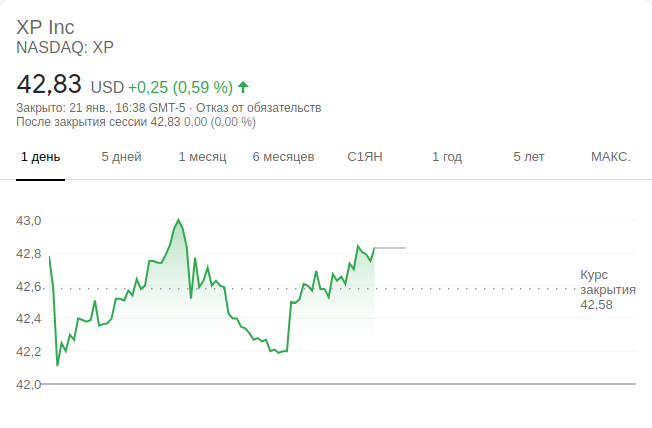 XP Inc
NASDAQ: XP
42,83 USD +0,25 (0,59 %)
Закрыто: 21 янв., 16:38 GMT-5 · Отказ от обязательств
После закрытия сессии 42,83 0,00 (0,00 %)
1 день 5 дней 1 месяц 6 месяцев С1ЯН 1 год 5 лет МАКС.
43,0
42,8
42,6
42,4
42,2
42,0
Курс
закрытия
42,58